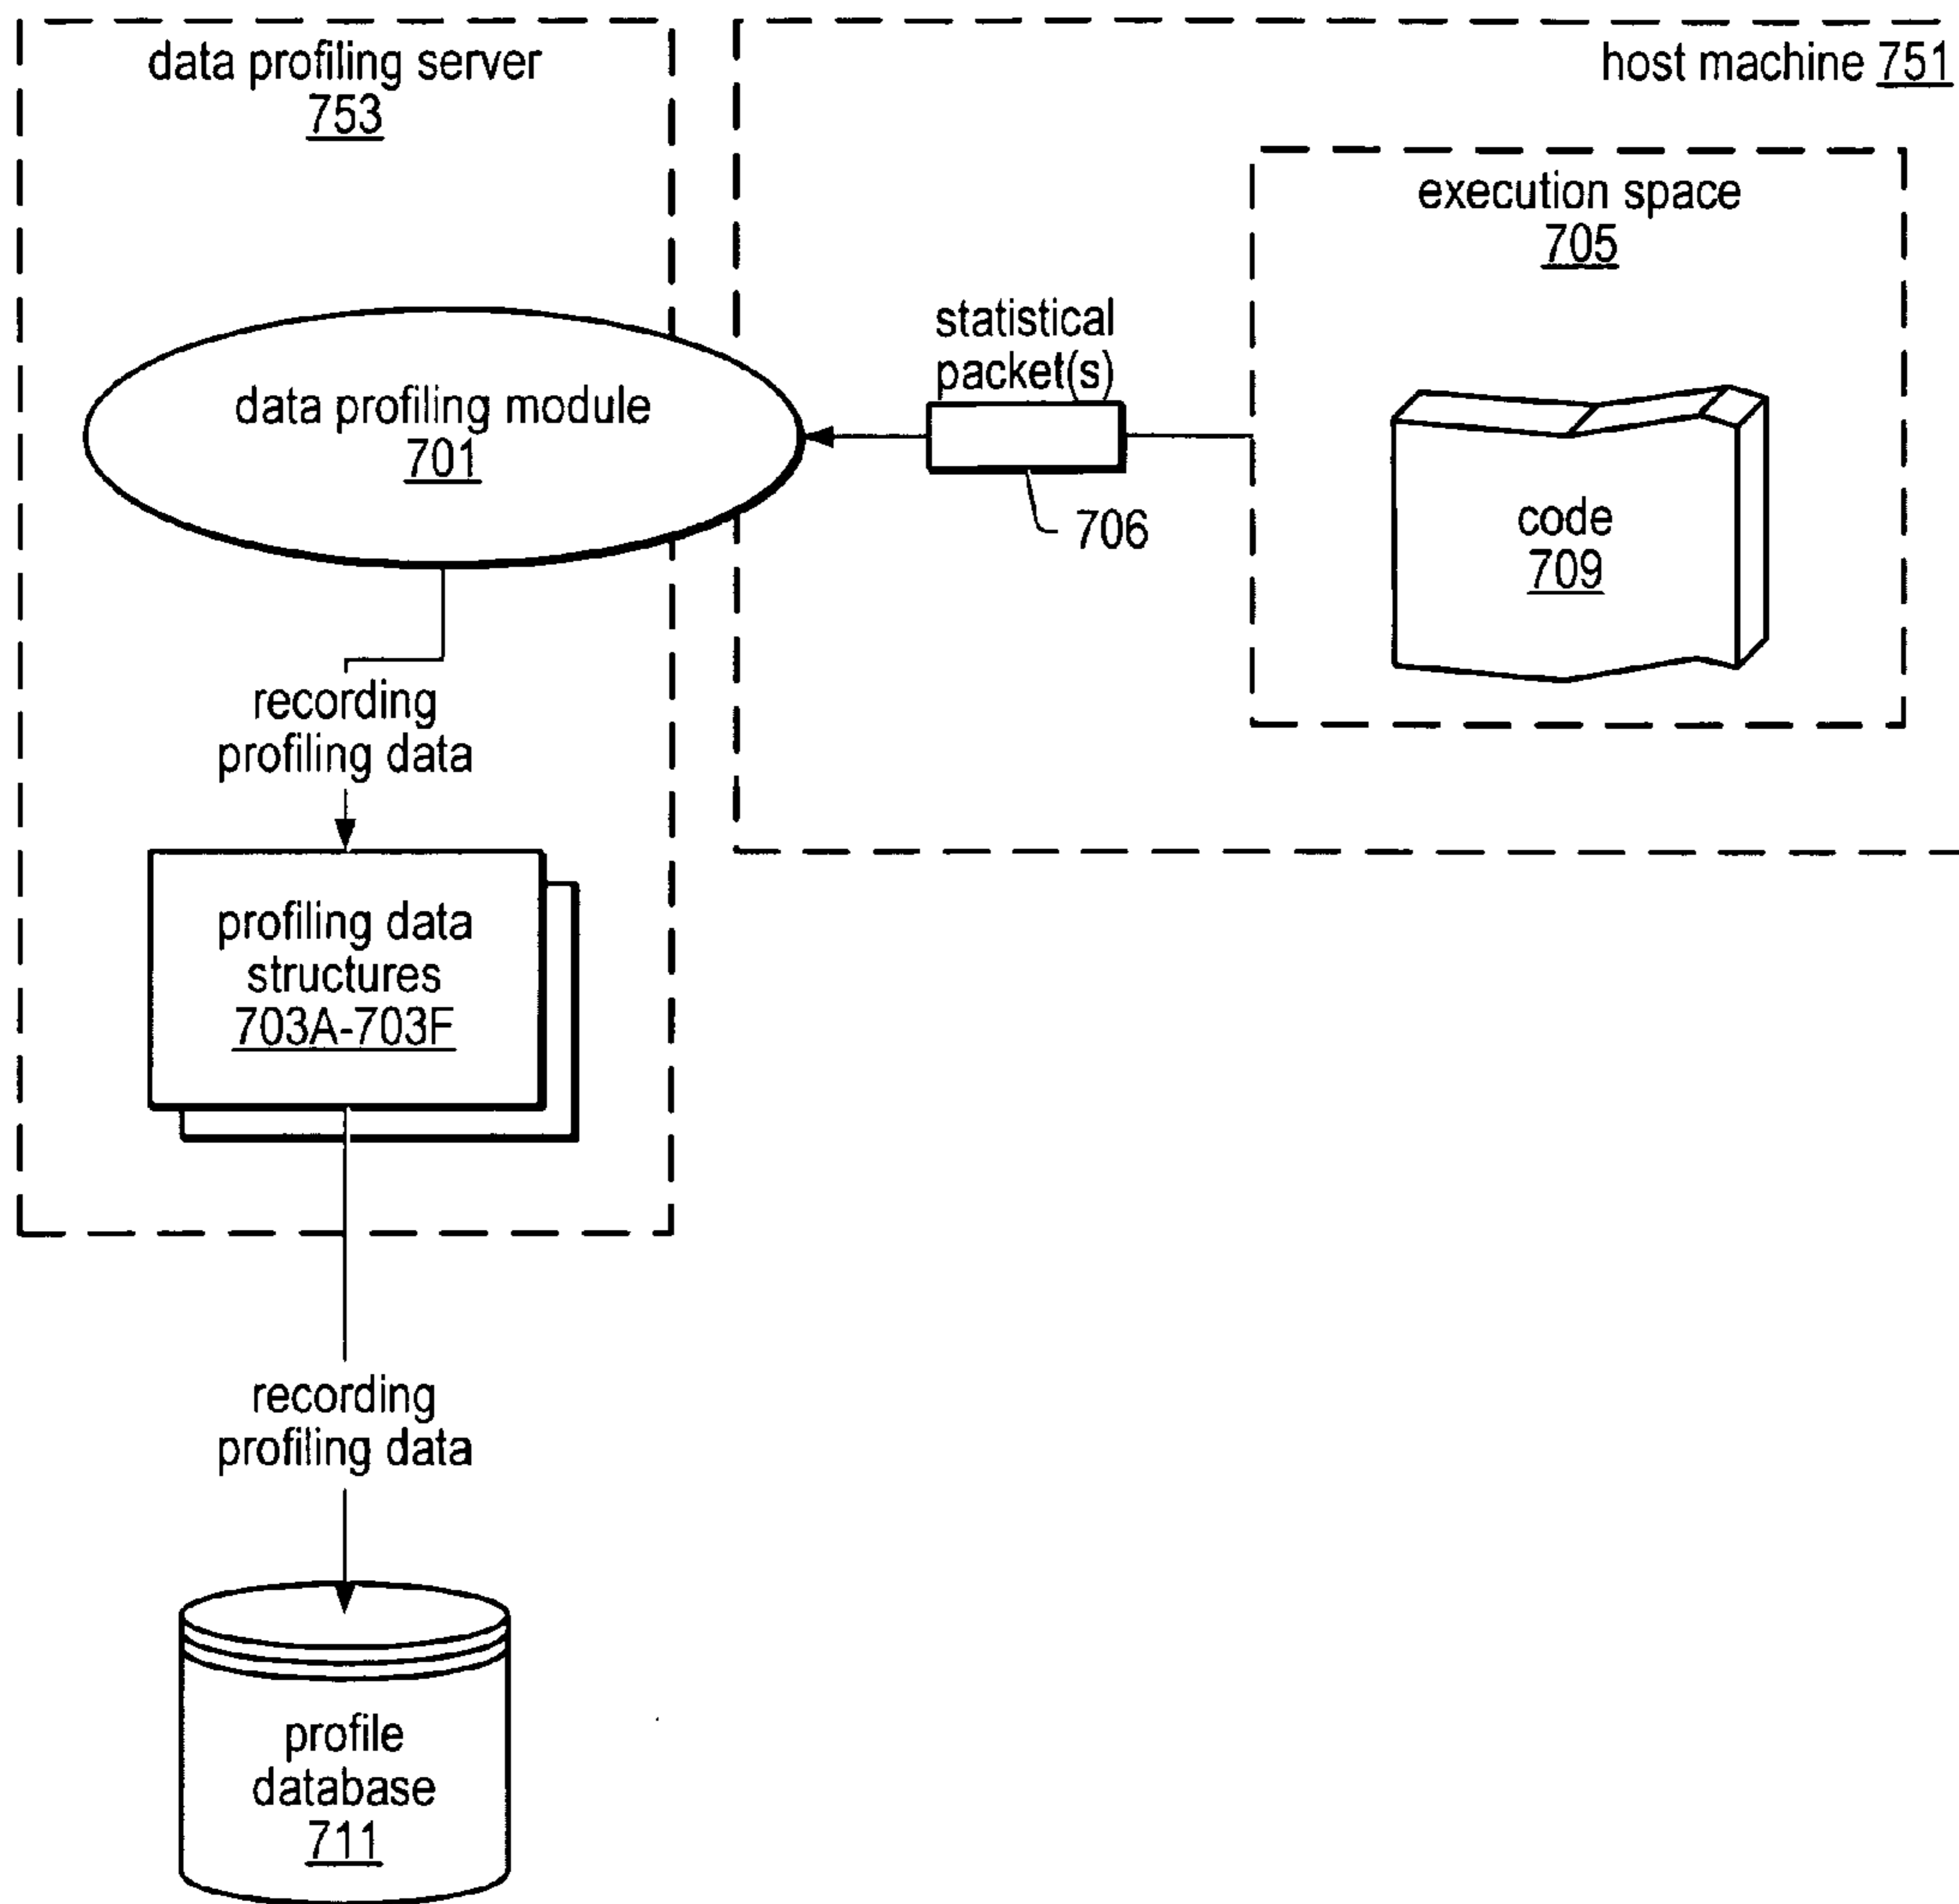 data profiling server
753
host machine 751
execution space
705
statistical
packet(s)
data profiling module
701
706
code
709
recording
profiling data
profiling data
structures
703A-703F
recording
profiling data
profile
database
711